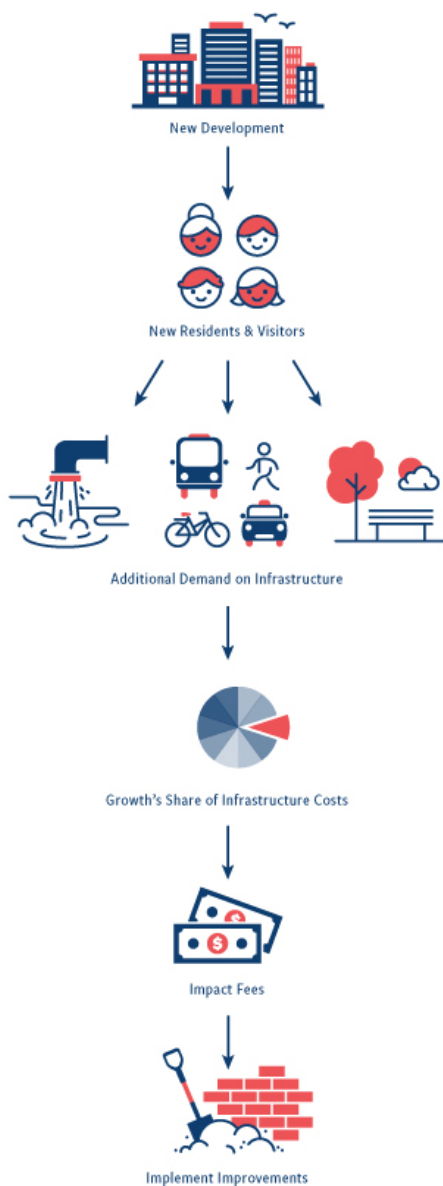 New Development
New Residents & Visitors
Additional Demand on Infrastructure
Growth's Share of Infrastructure Costs
$
$
Impact Fees
Implement Improvements